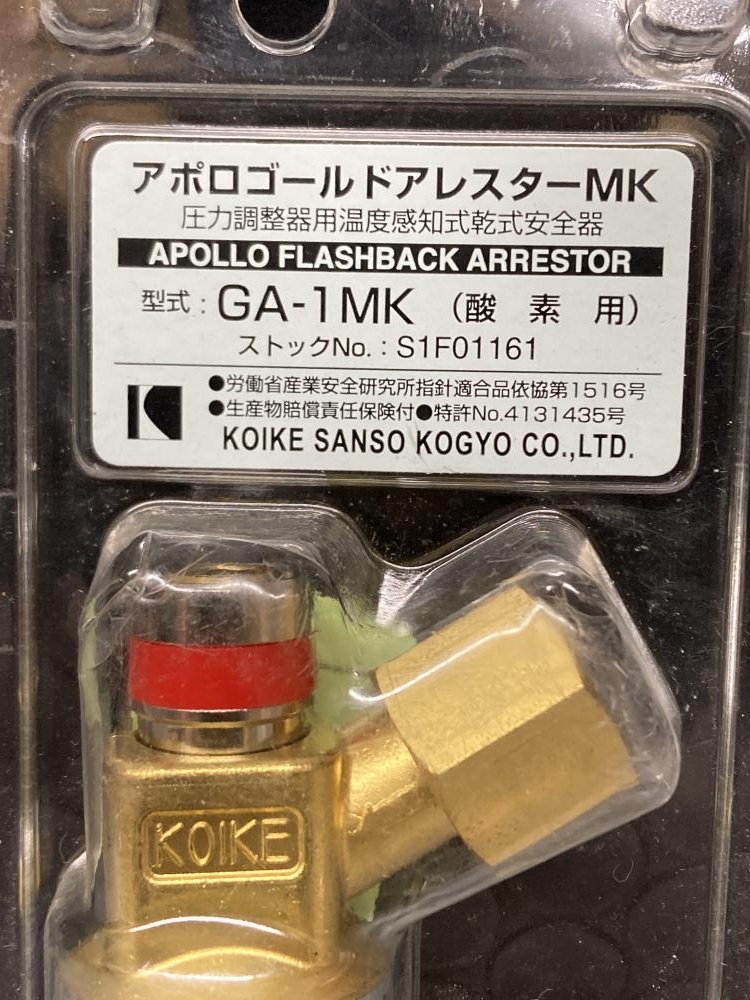 アポロゴールドアレスターMK
圧力調整器用温度感知式乾式安全器
APOLLO FLASHBACK ARRESTOR
型式：GA-1MK（酸素用）
ストックNo.：S1F01161
●労働省産業安全研究所指針適合品依協第1516号
●生産物賠償責任保険付●特許No.4131435号
KOIKE SANSO KOGYO CO.,LTD.
KOIKE